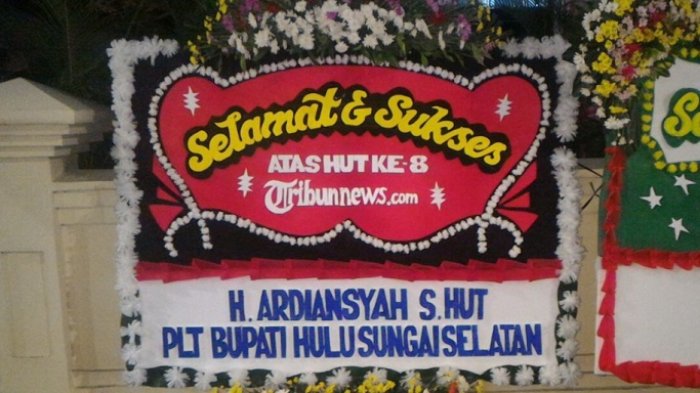 Selamat & Sukses
ATAS HUT KE-8
Tribunnews.com
H. ARDIANSYAH S.HUT
PLT BUPATI HULU SUNGAI SELATAN